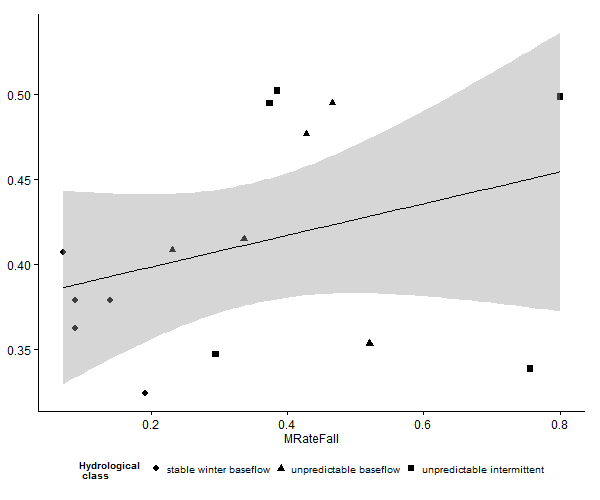 0.50
0.45
0.40
0.35
0.2 0.4 0.6 0.8
MRateFall
Hydrological
class
stable winter baseflow unpredictable baseflow unpredictable intermittent